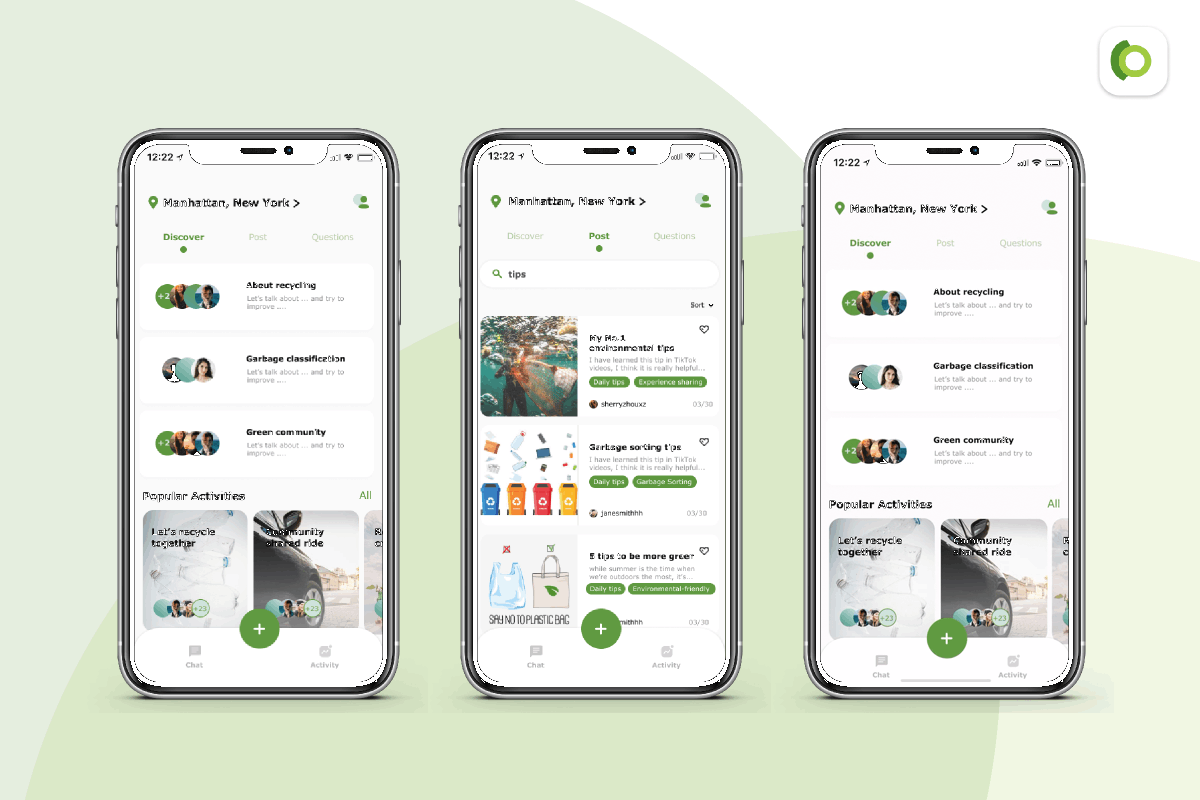 12:22
Manhattan, New York >
Discover Post Questions
+2
About recycling
Let's talk about ... and try to
improve ....
Garbage classification
Let's talk about ... and try to
improve ....
+2
Green community
Let's talk about ... and try to
improve ....
Popular Activities All
Let's recycle
together
+23
Community
shared ride
+23
+
Chat
Activity
12:22
Manhattan, New York >
Discover Post Questions
tips
Sort
My No.1
environmental tips
I have learned this tip in TikTok
videos, I think it is really helpful...
Daily tips Experience sharing
sherryzhouxz 03/30
Garbage sorting tips
I have learned this tip in TikTok
videos, I think it is really helpful...
Daily tips Garbage Sorting
janesmithhh 03/30
5 tips to be more green
while summer is the time when
we're outdoors the most, it's...
Daily tips Environmental-friendly
SAY NO TO PLASTIC BAG
03/30
+
Chat
Activity
12:22
Manhattan, New York >
Discover Post Questions
+2
About recycling
Let's talk about ... and try to
improve ....
Garbage classification
Let's talk about ... and try to
improve ....
+2
Green community
Let's talk about ... and try to
improve ....
Popular Activities All
Let's recycle
together
+23
Community
shared ride
+23
+
Chat
Activity